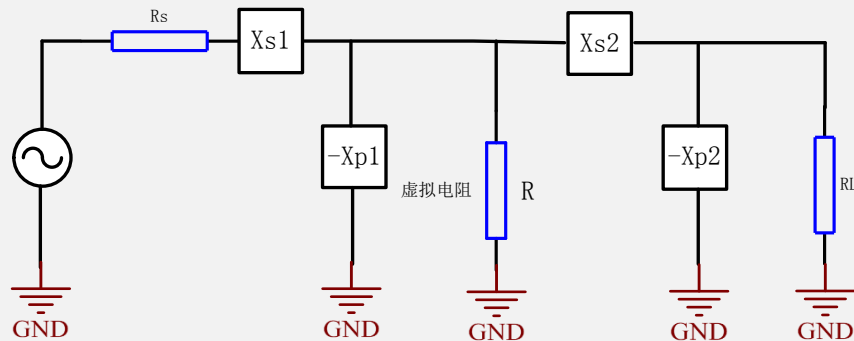 Rs
Xs1
Xs2
-Xp1
虚拟电阻
R
-Xp2
RL
GND
GND
GND
GND
GND